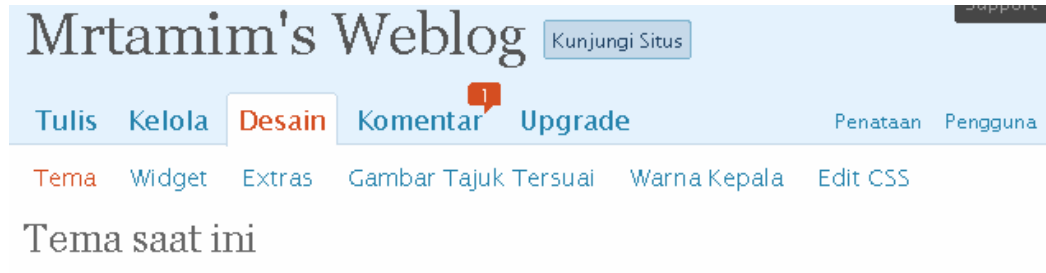 Support
Mrtamim's Weblog Kunjungi Situs
1
Tulis Kelola Desain Komentar Upgrade Penataan Pengguna
Tema Widget Extras Gambar Tajuk Tersuai Warna Kepala Edit CSS
Tema saat ini